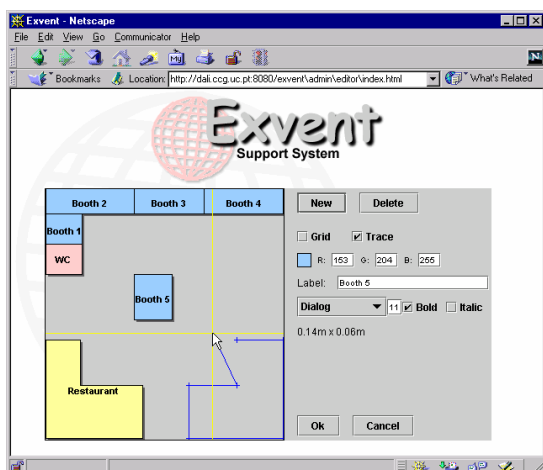 Exvent - Netscape
File Edit View Go Communicator Help
My
N
Bookmarks Location: http://dali.ccg.uc.pt:8080/exvent\admin\editor\index.html What's Related
Exvent
Support System
Booth 2 Booth 3 Booth 4
Booth 1
WC
Booth 5
Restaurant
New Delete
Grid Trace
R: 153 G: 204 B: 255
Label: Booth 5
Dialog 11 Bold Italic
0.14m x 0.06m
Ok Cancel